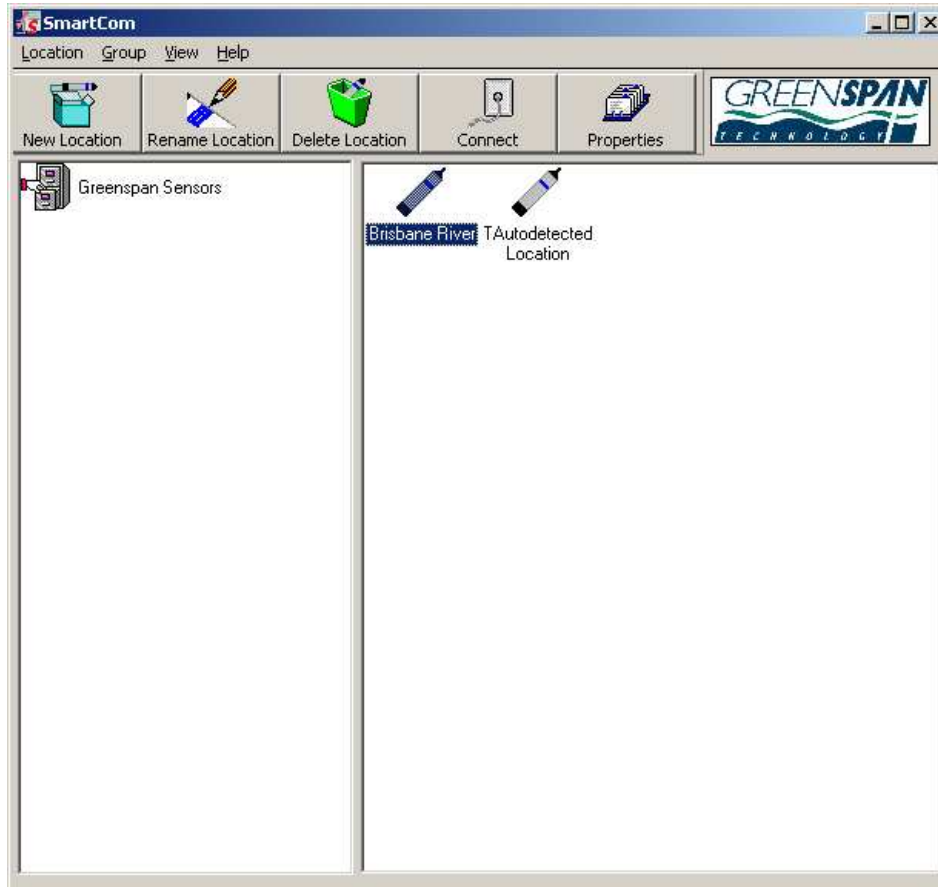 SmartCom
Location Group View Help
New Location Rename Location Delete Location Connect Properties
GREENSPAN
TECHNOLOGY
Greenspan Sensors
Brisbane River TAutodetected
Location